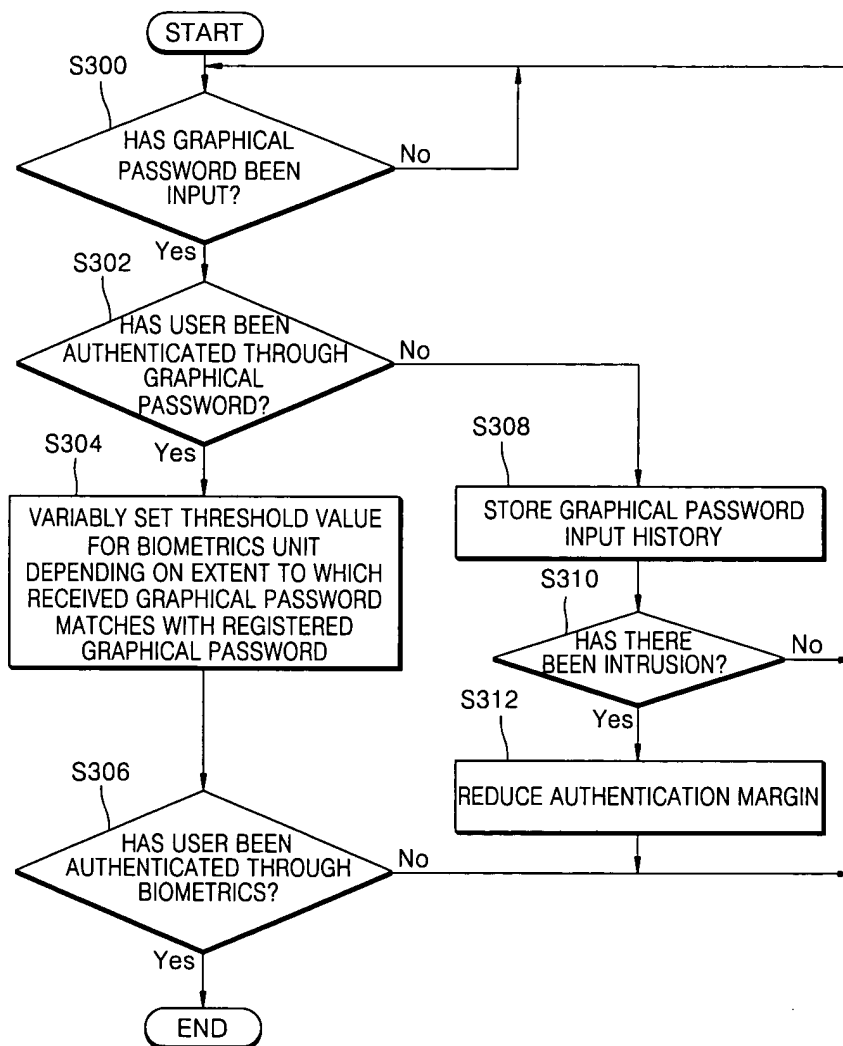 START
S300
HAS GRAPHICAL
PASSWORD BEEN
INPUT?
No
Yes
S302
HAS USER BEEN
AUTHENTICATED THROUGH
GRAPHICAL
PASSWORD?
No
Yes
S304
VARIABLY SET THRESHOLD VALUE
FOR BIOMETRICS UNIT
DEPENDING ON EXTENT TO WHICH
RECEIVED GRAPHICAL PASSWORD
MATCHES WITH REGISTERED
GRAPHICAL PASSWORD
S308
STORE GRAPHICAL PASSWORD
INPUT HISTORY
S310
HAS THERE
BEEN INTRUSION?
No
Yes
S312
REDUCE AUTHENTICATION MARGIN
S306
HAS USER BEEN
AUTHENTICATED THROUGH
BIOMETRICS?
No
Yes
END